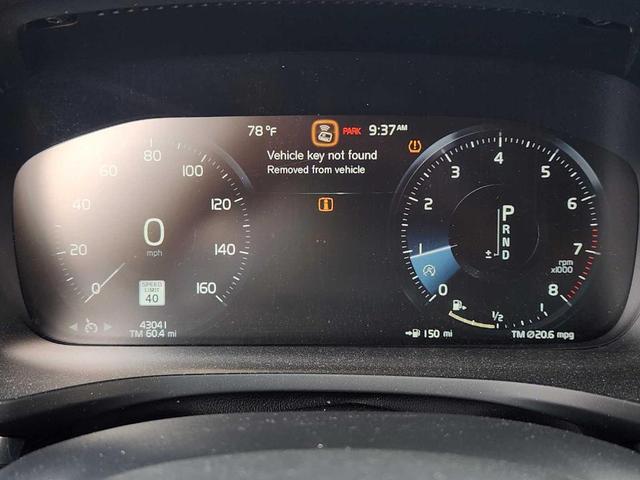 78 °F PARK 9:37AM
Vehicle key not found
Removed from vehicle
0
mph
0 20 40 60 80 100 120 140 160
SPEED
LIMIT
40
43041
TM 60.4 mi
0 1 2 3 4 5 6 7 8
P
R
N
± D
rpm
x1000
1/2
150 mi
TM Ø20.6 mpg